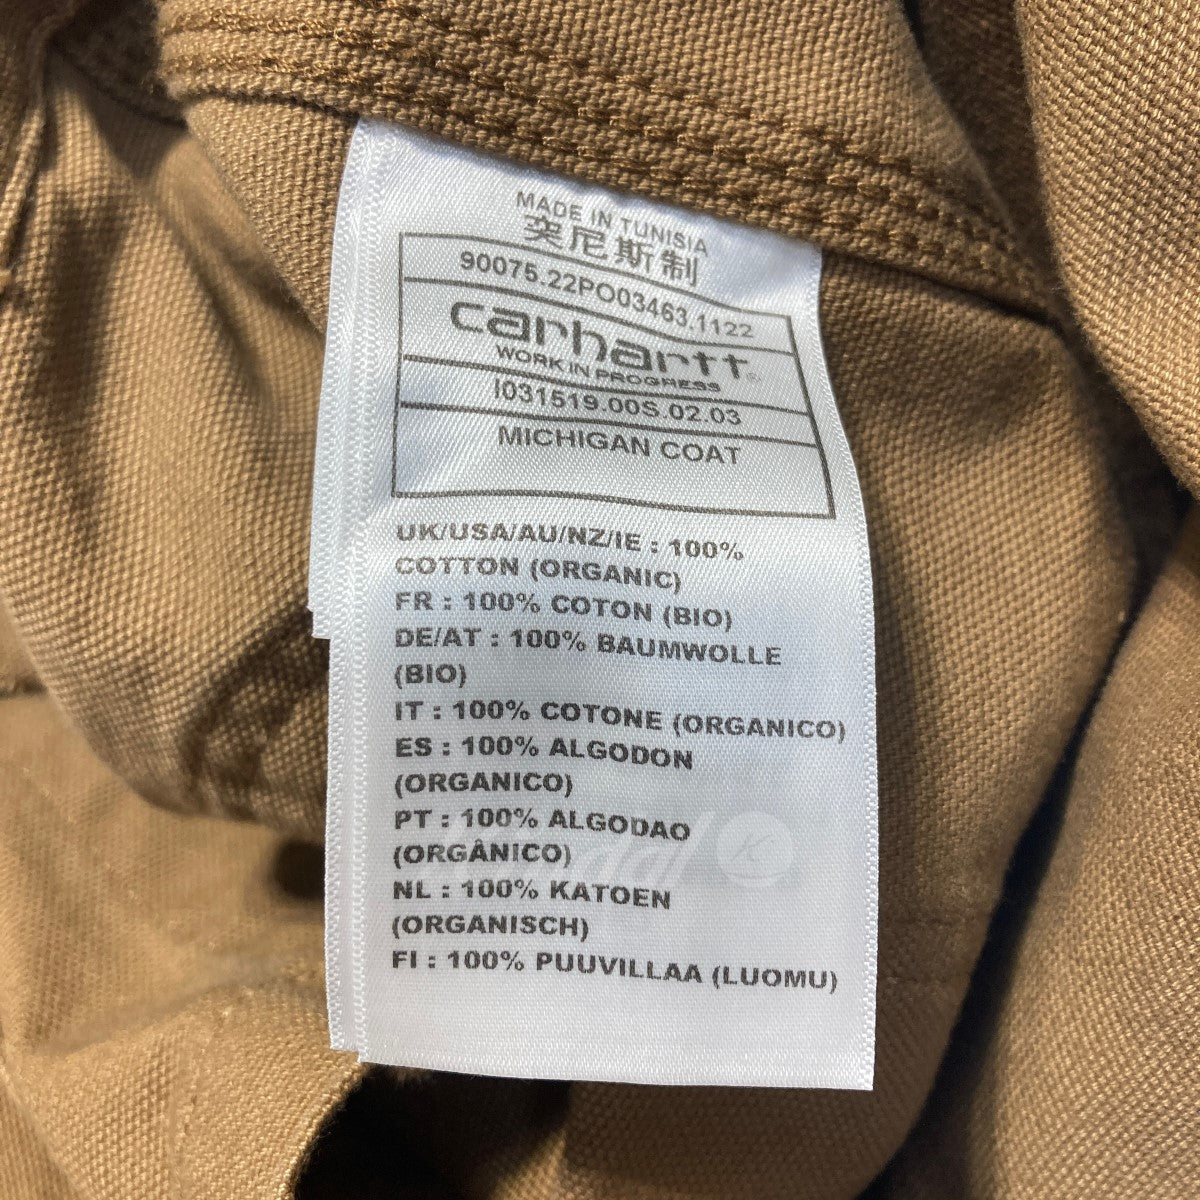 MADE IN TUNISIA
突尼斯制
90075.22PO03463.1122
carhartt®
WORK IN PROGRESS
I031519.00S.02.03
MICHIGAN COAT
UK/USA/AU/NZ/IE : 100%
COTTON (ORGANIC)
FR : 100% COTON (BIO)
DE/AT : 100% BAUMWOLLE
(BIO)
IT : 100% COTONE (ORGANICO)
ES : 100% ALGODON
(ORGANICO)
PT : 100% ALGODAO
(ORGÂNICO)
NL : 100% KATOEN
(ORGANISCH)
FI : 100% PUUVILLAA (LUOMU)